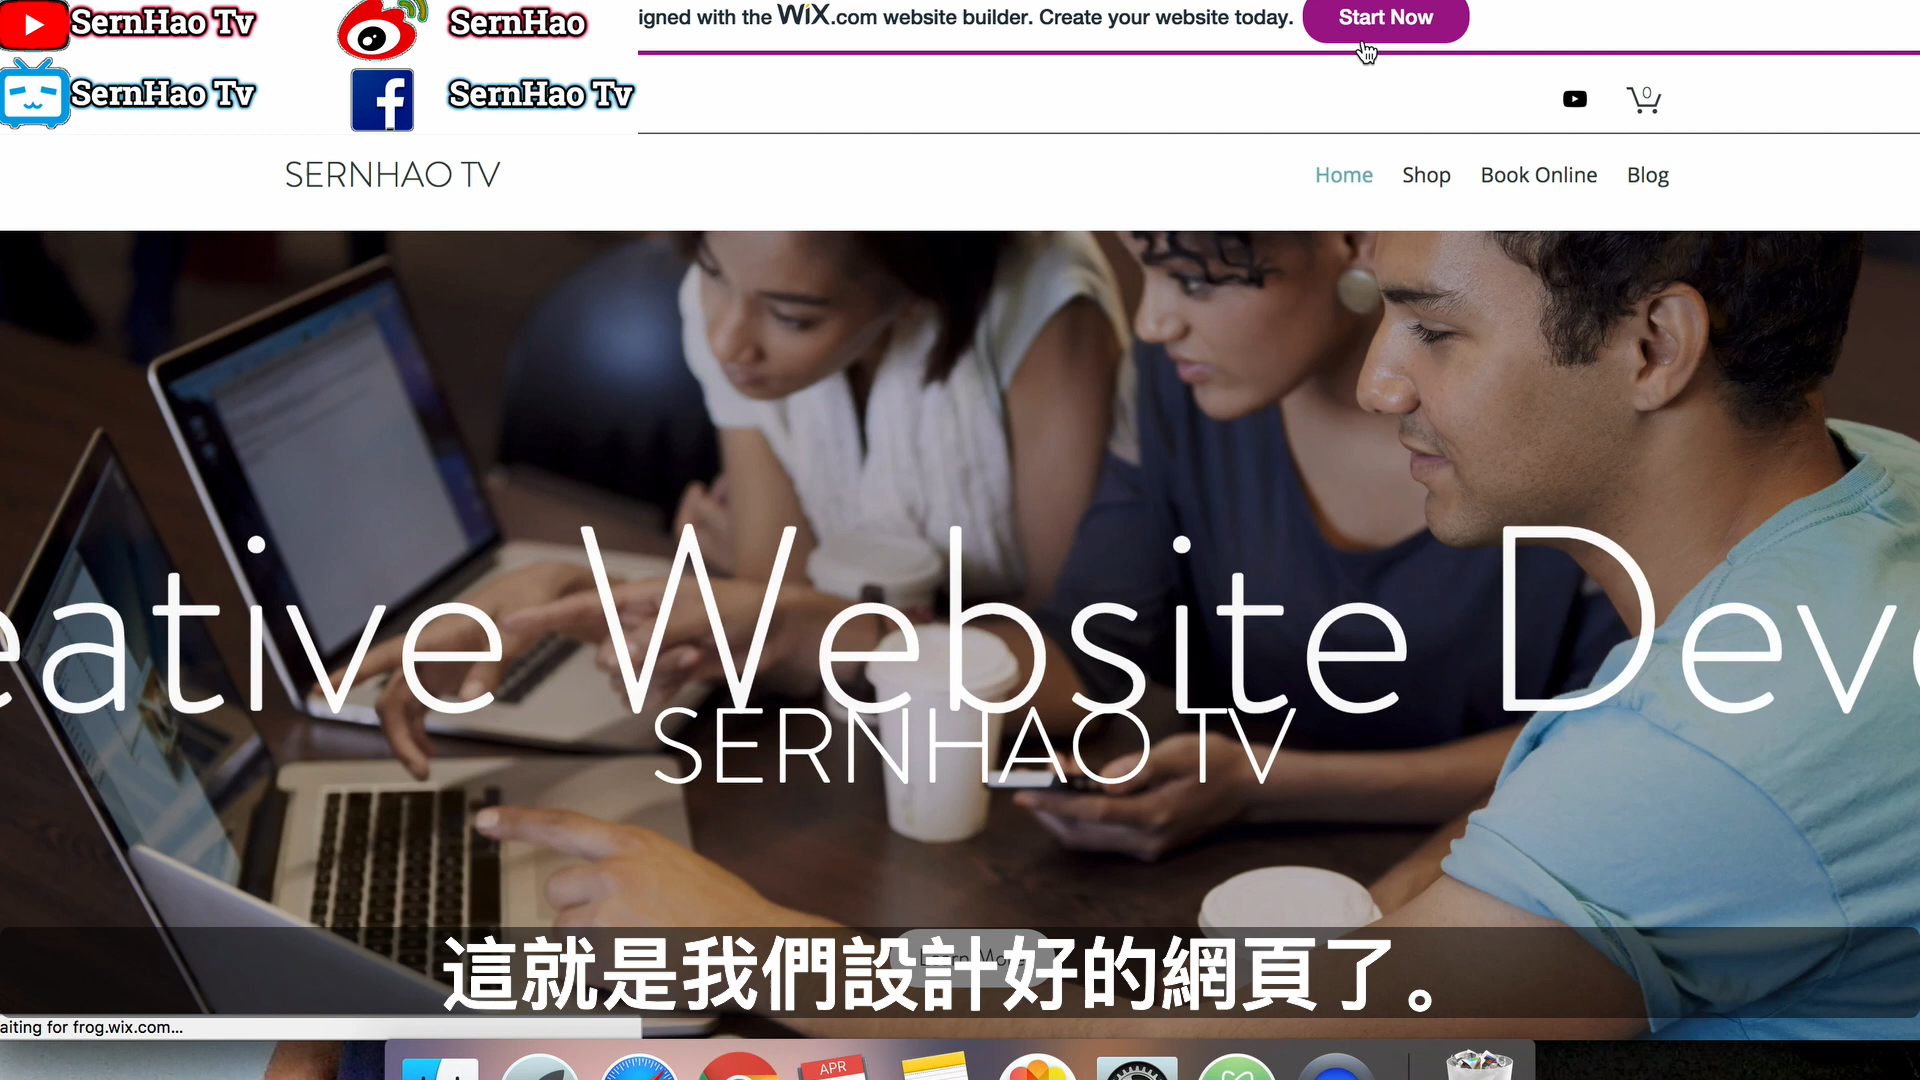 SernHao Tv
SernHao
SernHao Tv
SernHao Tv
igned with the WiX.com website builder. Create your website today.
Start Now
0
SERNHAO TV
Home
Shop
Book Online
Blog
eative Website Deve
SERNHAO TV
Learn More
這就是我們設計好的網頁了。
aiting for frog.wix.com...
APR